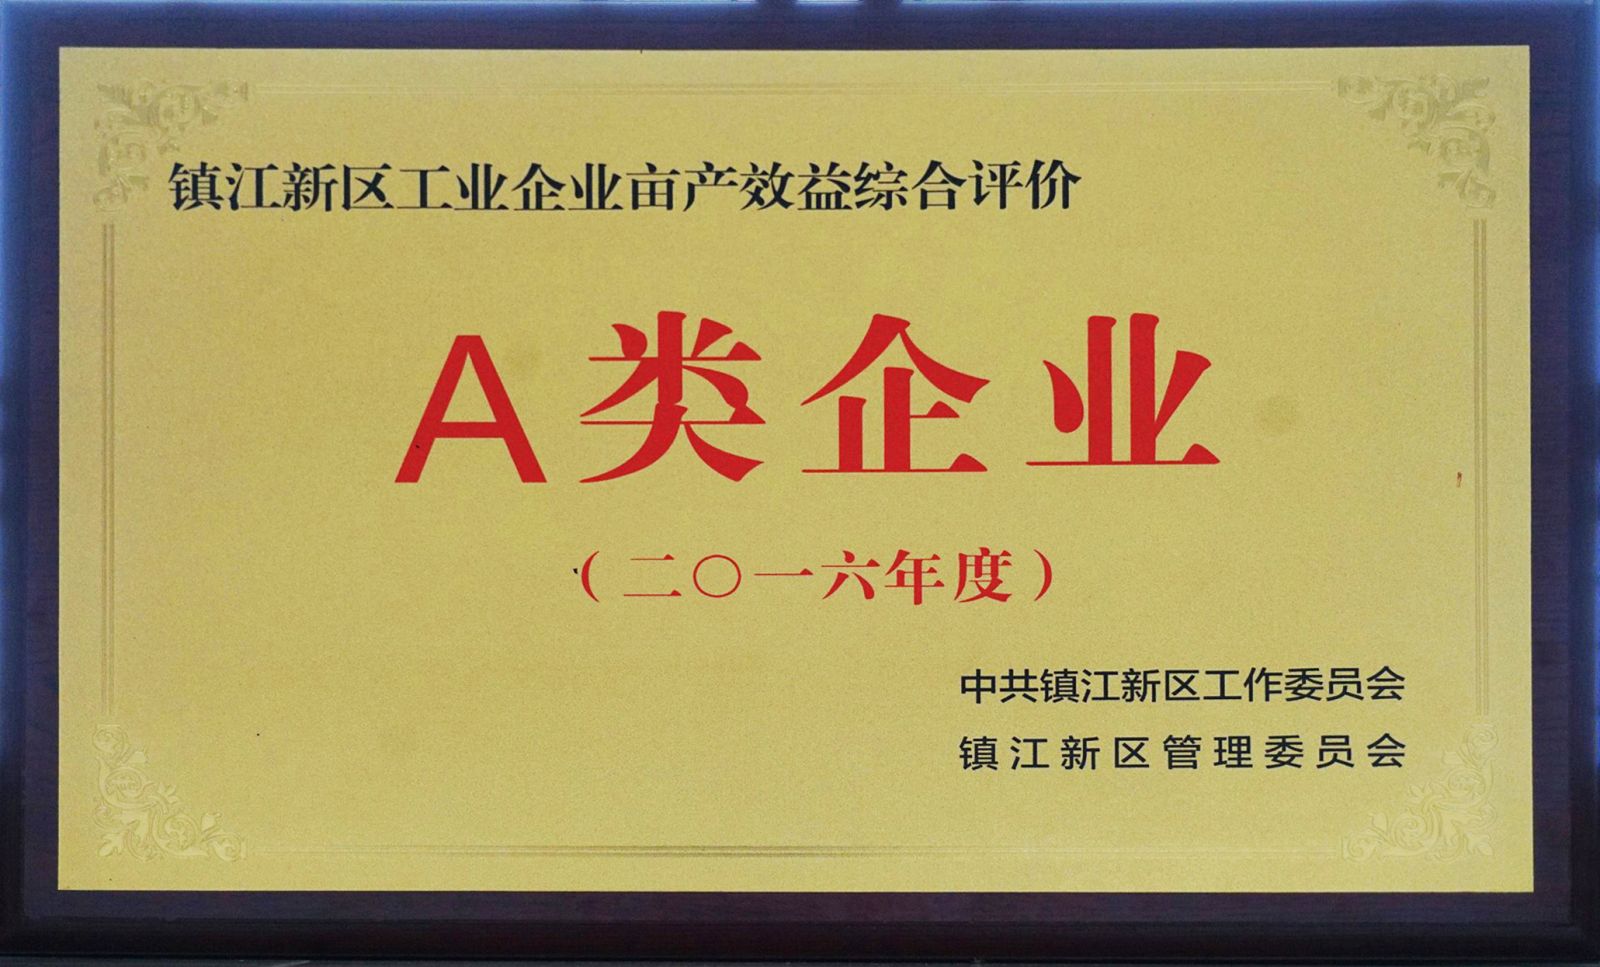 镇江新区工业企业亩产效益综合评价
A类企业
（二〇一六年度）
中共镇江新区工作委员会
镇江新区管理委员会